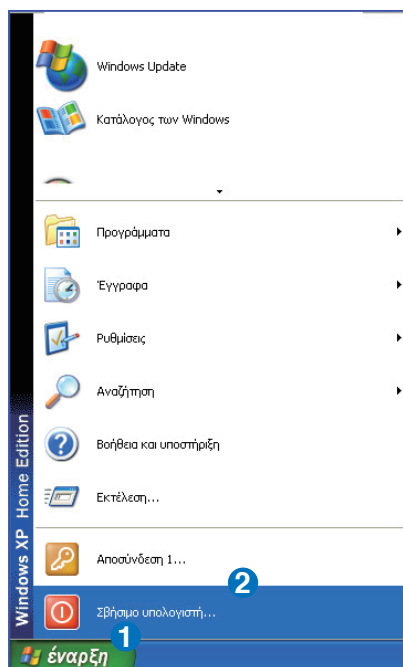 Windows Update
Κατάλογος των Windows
Προγράμματα
Έγγραφα
Ρυθμίσεις
Αναζήτηση
Βοήθεια και υποστήριξη
Εκτέλεση...
Αποσύνδεση 1...
2
Σβήσιμο υπολογιστή...
1
έναρξη
Windows XP Home Edition